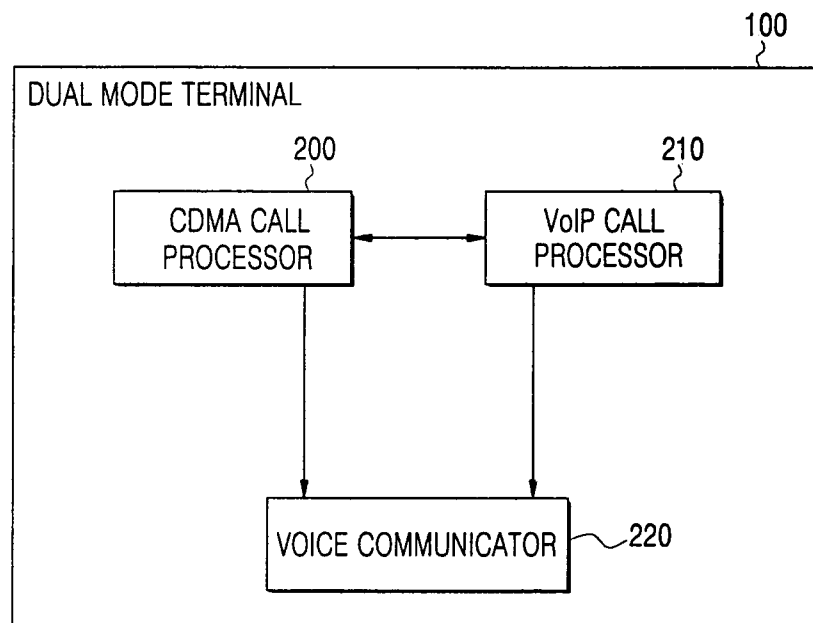 100
DUAL MODE TERMINAL
200
210
CDMA CALL
PROCESSOR
VoIP CALL
PROCESSOR
VOICE COMMUNICATOR
220